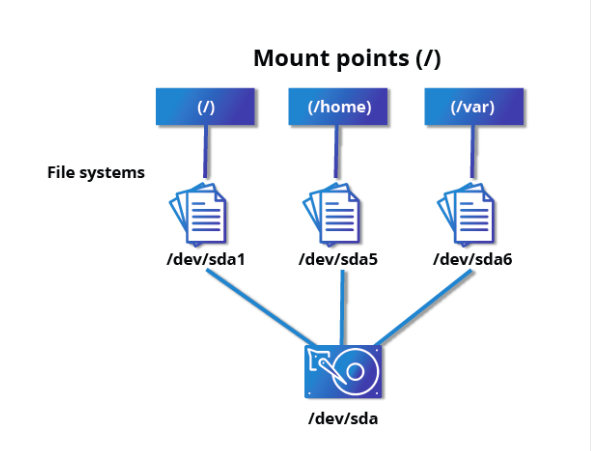 Mount points (/)
(/)
(/home)
(/var)
File systems
/dev/sda1
/dev/sda5
/dev/sda6
/dev/sda